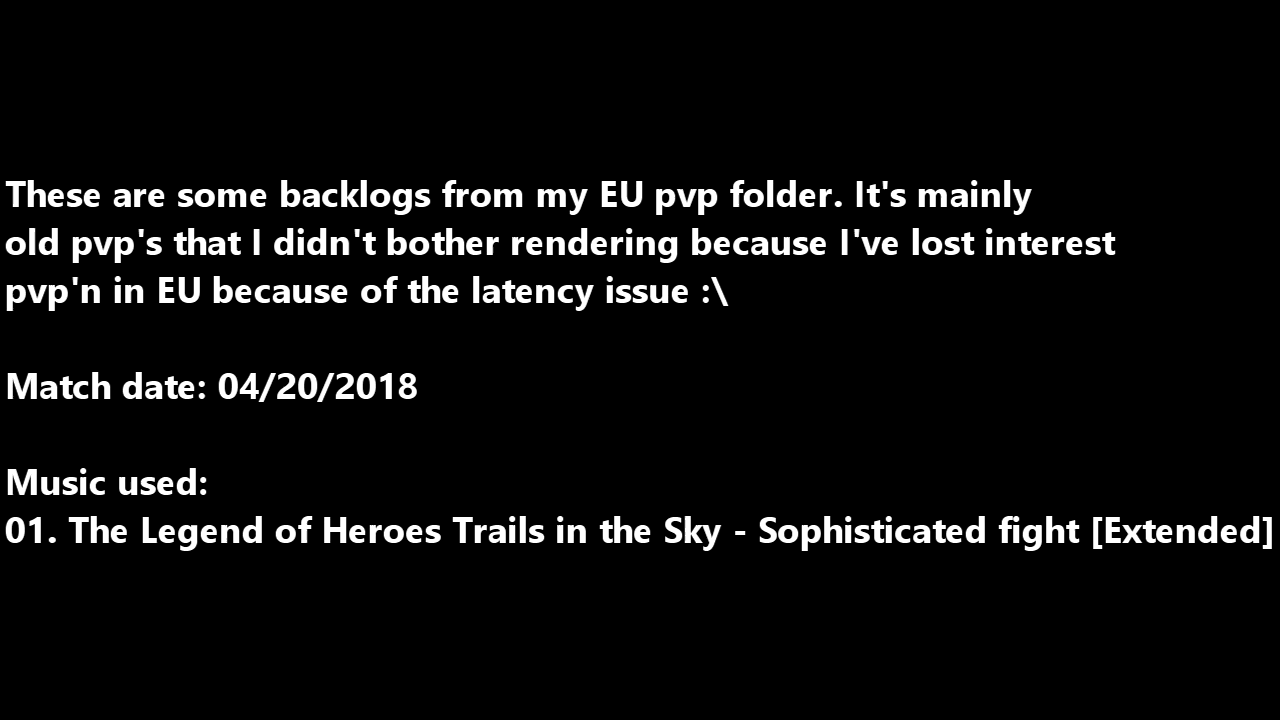 These are some backlogs from my EU pvp folder. It's mainly
old pvp's that I didn't bother rendering because I've lost interest
pvp'n in EU because of the latency issue :\
Match date: 04/20/2018
Music used:
01. The Legend of Heroes Trails in the Sky - Sophisticated fight [Extended]